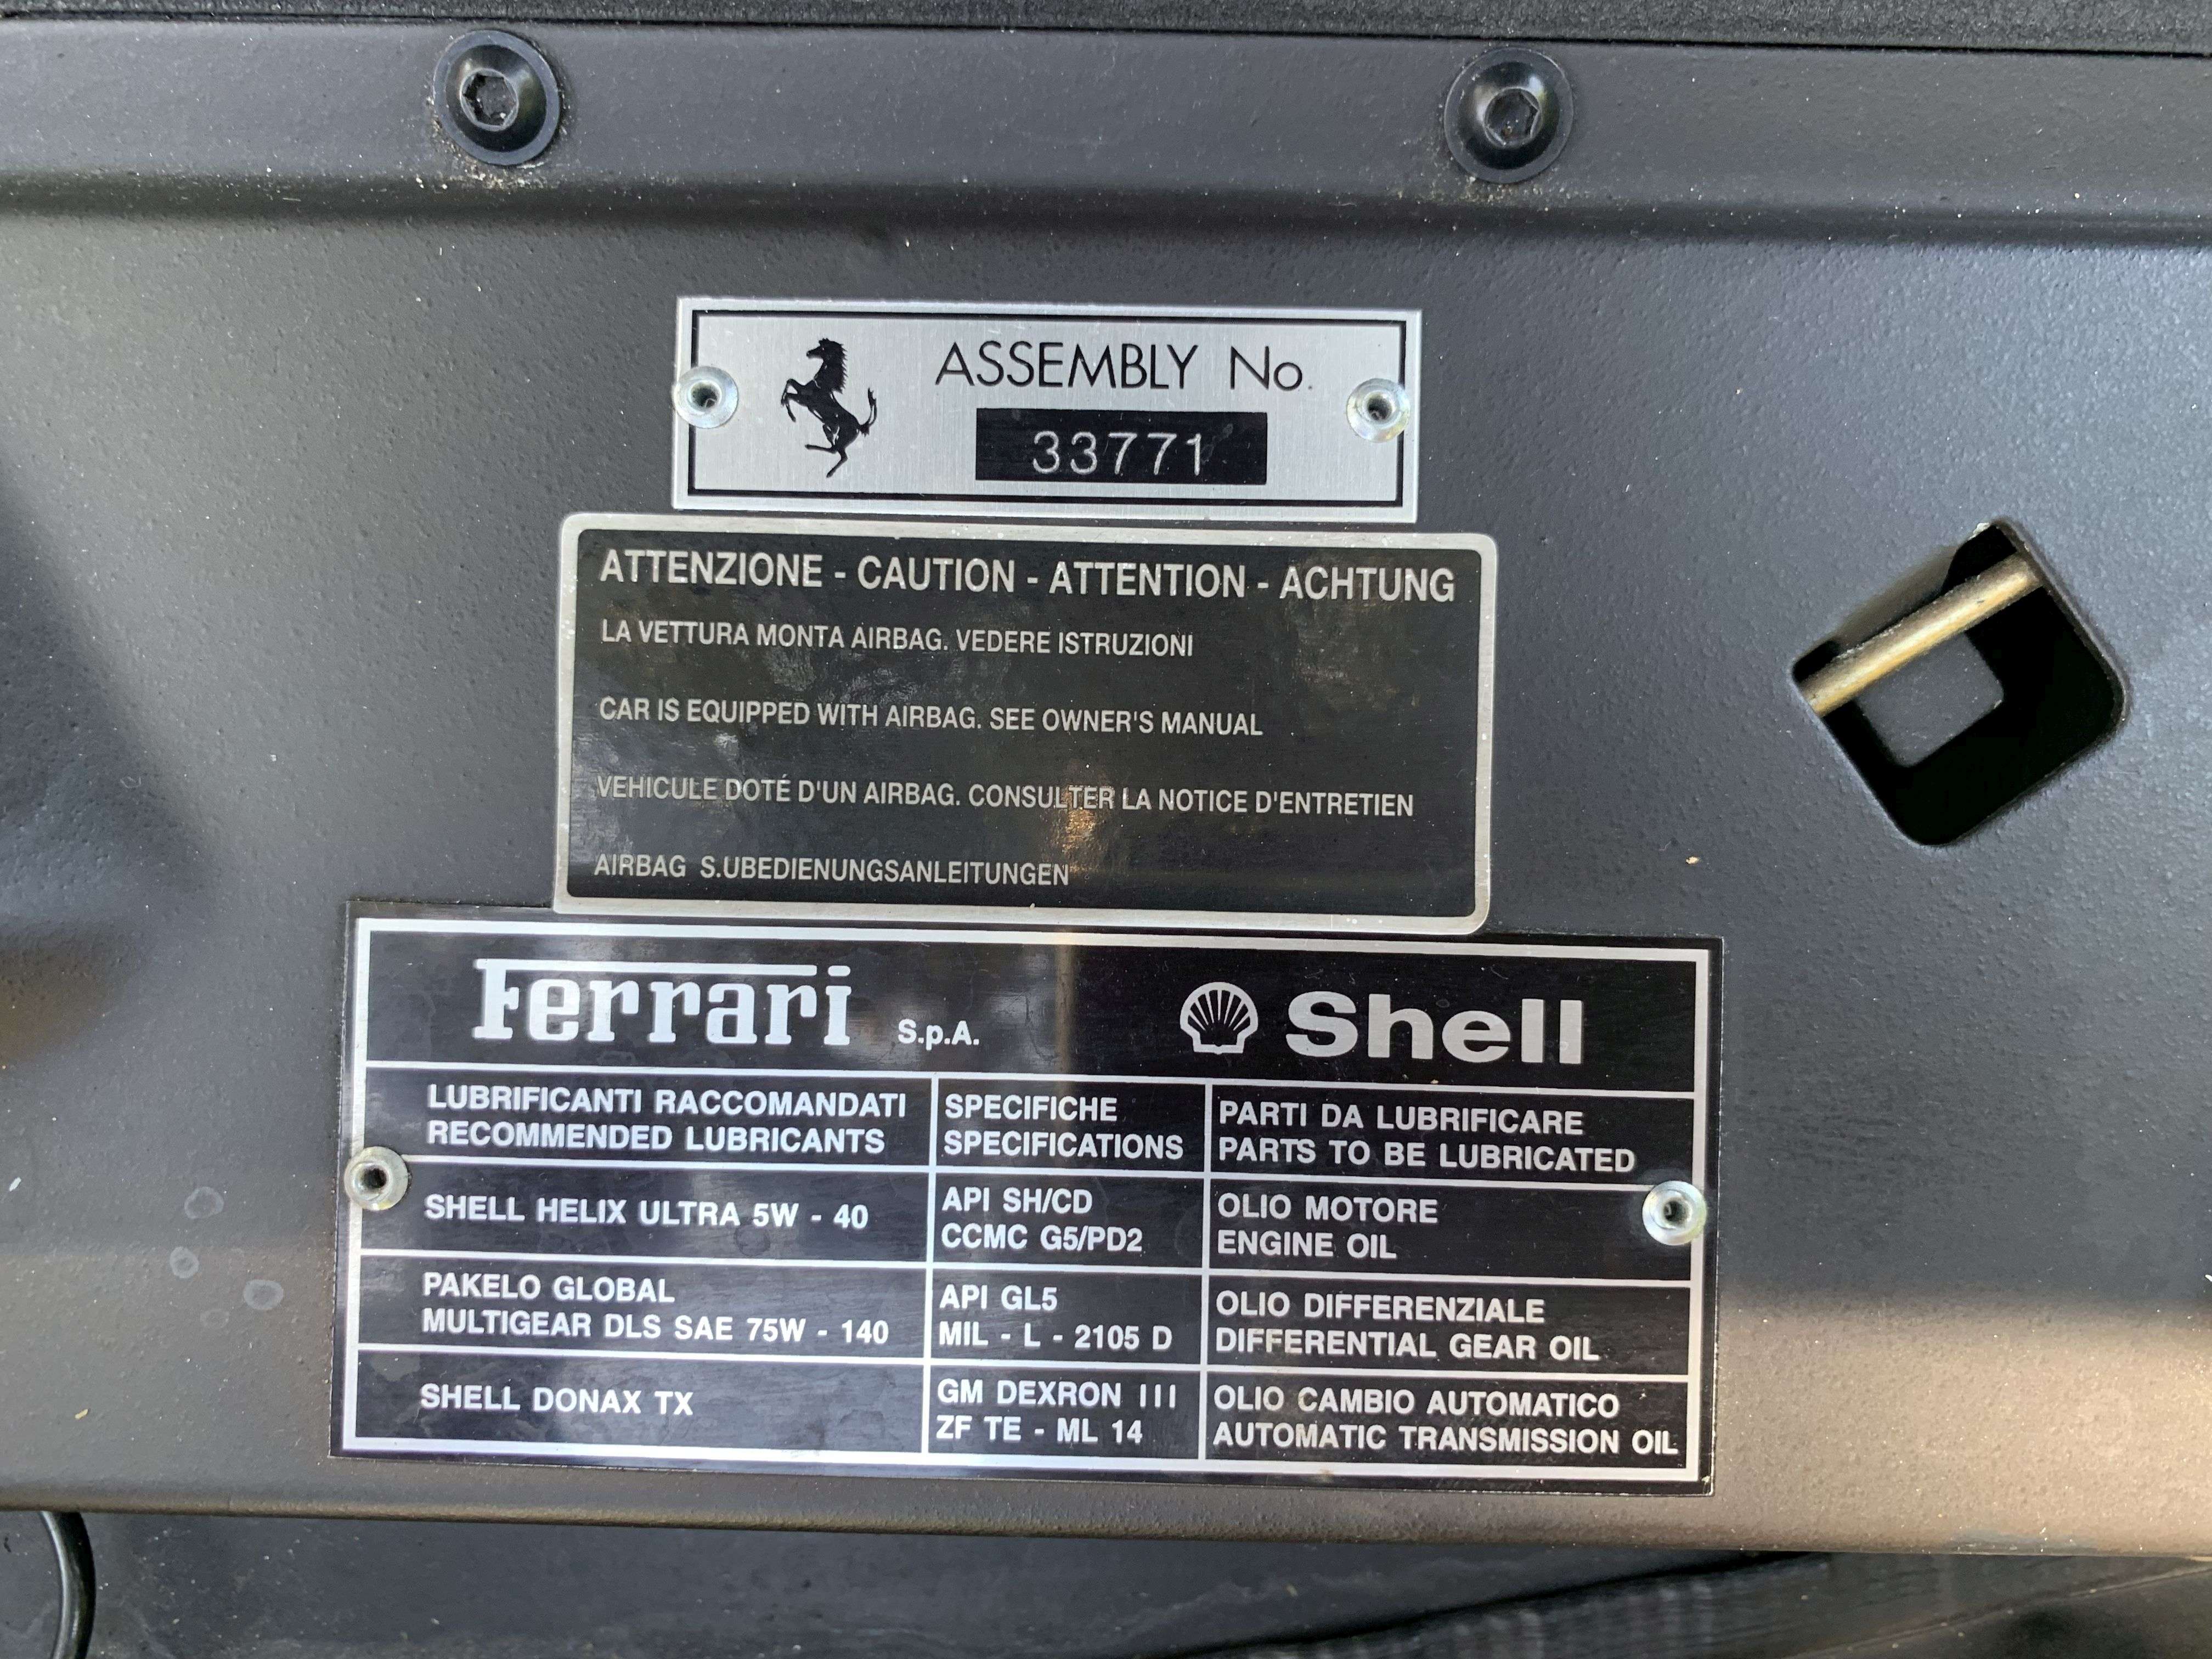 ASSEMBLY No.
33771
ATTENZIONE - CAUTION - ATTENTION - ACHTUNG
LA VETTURA MONTA AIRBAG. VEDERE ISTRUZIONI
CAR IS EQUIPPED WITH AIRBAG. SEE OWNER'S MANUAL
VEHICULE DOTÉ D'UN AIRBAG. CONSULTER LA NOTICE D'ENTRETIEN
AIRBAG S.UBEDIENUNGSANLEITUNGEN
Ferrari S.p.A.
Shell
LUBRIFICANTI RACCOMANDATI
RECOMMENDED LUBRICANTS
SPECIFICHE
SPECIFICATIONS
PARTI DA LUBRIFICARE
PARTS TO BE LUBRICATED
SHELL HELIX ULTRA 5W - 40
API SH/CD
CCMC G5/PD2
OLIO MOTORE
ENGINE OIL
PAKELO GLOBAL
MULTIGEAR DLS SAE 75W - 140
API GL5
MIL - L - 2105 D
OLIO DIFFERENZIALE
DIFFERENTIAL GEAR OIL
SHELL DONAX TX
GM DEXRON III
ZF TE - ML 14
OLIO CAMBIO AUTOMATICO
AUTOMATIC TRANSMISSION OIL